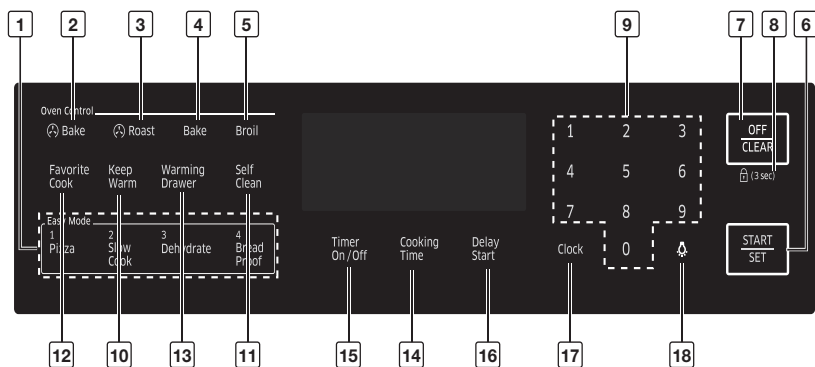 1 2 3 4 5 9 7 8 6
Oven Control
Bake Roast Bake Broil
Favorite Cook
Keep Warm
Warming Drawer
Self Clean
Easy Mode
1 Pizza
2 Slow Cook
3 Dehydrate
4 Bread Proof
Timer On/Off
Cooking Time
Delay Start
Clock
1 2 3
4 5 6
7 8 9
0
OFF
CLEAR
(3 sec)
START
SET
12 10 13 11 15 14 16 17 18